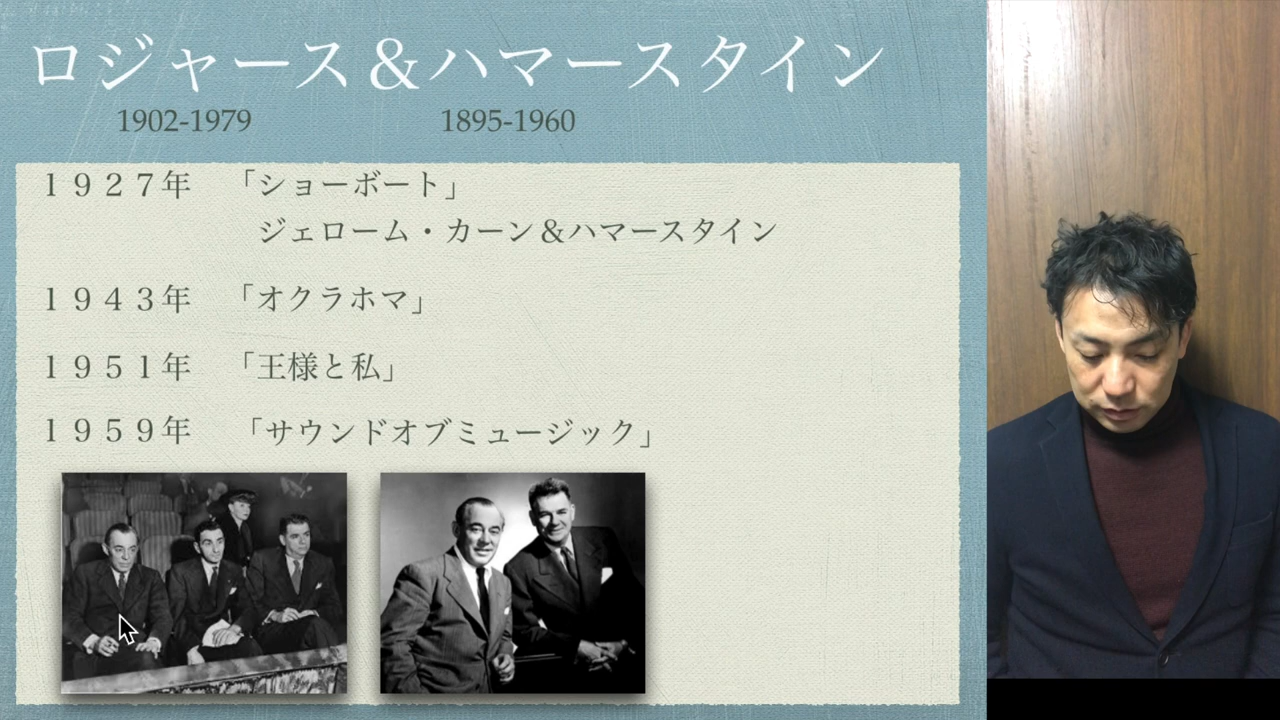 ロジャース＆ハマースタイン
1902-1979 1895-1960
１９２７年 「ショーボート」
ジェローム・カーン＆ハマースタイン
１９４３年 「オクラホマ」
１９５１年 「王様と私」
１９５９年 「サウンドオブミュージック」